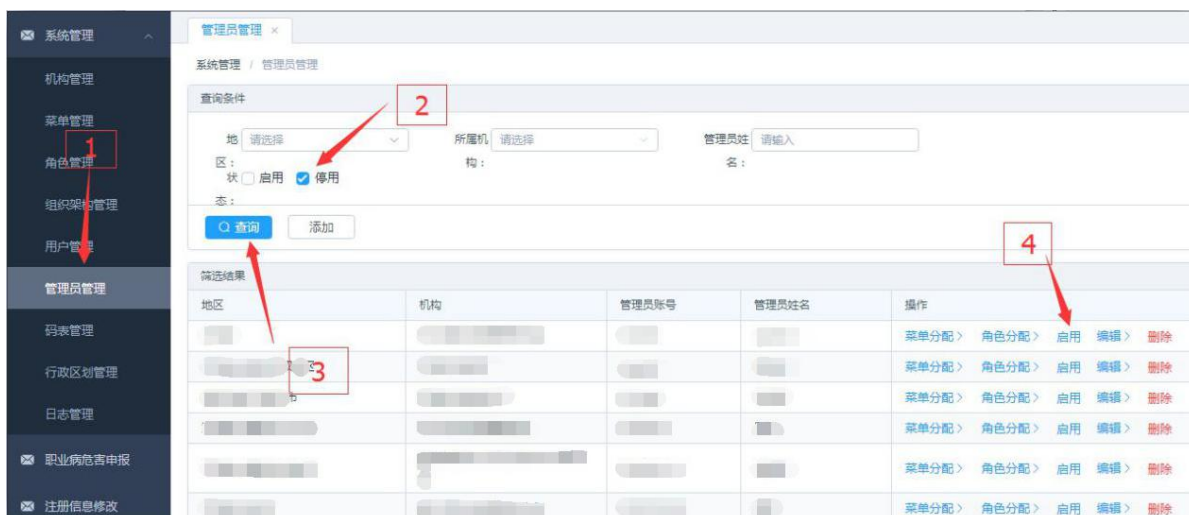 系统管理
机构管理
菜单管理
1
角色管理
组织架构管理
用户管理
管理员管理
码表管理
行政区划管理
日志管理
职业病危害申报
注册信息修改
管理员管理 ×
系统管理 / 管理员管理
查询条件
2
地区： 请选择 所属机构： 请选择 管理员姓名： 请输入
状态： 启用 停用
查询 添加
4
筛选结果
地区 机构 管理员账号 管理员姓名 操作
菜单分配> 角色分配> 启用 编辑> 删除
3 区 菜单分配> 角色分配> 启用 编辑> 删除
市 菜单分配> 角色分配> 启用 编辑> 删除
菜单分配> 角色分配> 启用 编辑> 删除
菜单分配> 角色分配> 启用 编辑> 删除
菜单分配> 角色分配> 启用 编辑> 删除